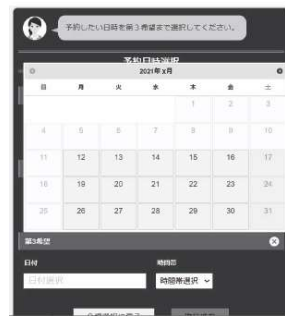 予約したい日時を第3希望まで選択してください。
予約日時選択
2021年 x月
日 月 火 水 木 金 土
1 2 3
4 5 6 7 8 9 10
11 12 13 14 15 16 17
18 19 20 21 22 23 24
25 26 27 28 29 30 31
第3希望
日付 時間帯
日付選択 時間帯選択